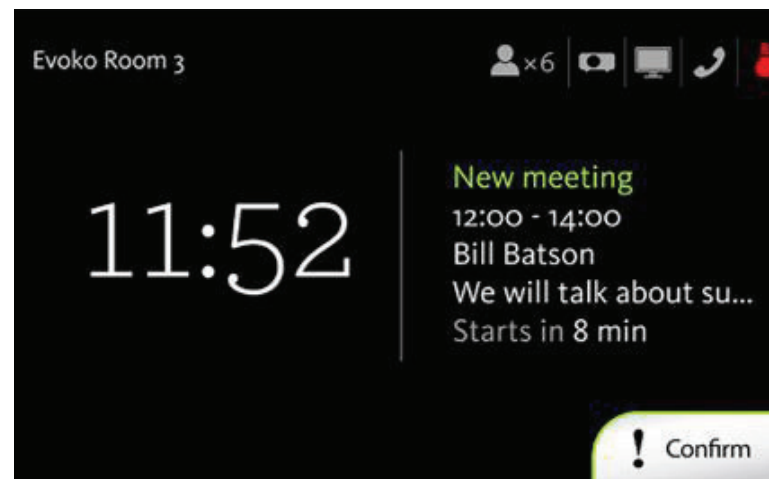 Evoko Room 3
×6
11:52
New meeting
12:00 - 14:00
Bill Batson
We will talk about su...
Starts in 8 min
! Confirm